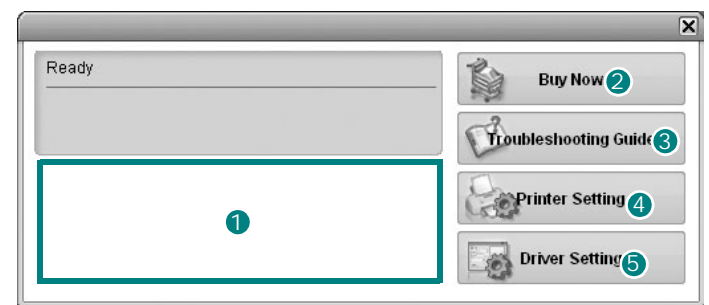 Ready
Buy Now 2
Troubleshooting Guide 3
1
Printer Setting 4
Driver Setting 5